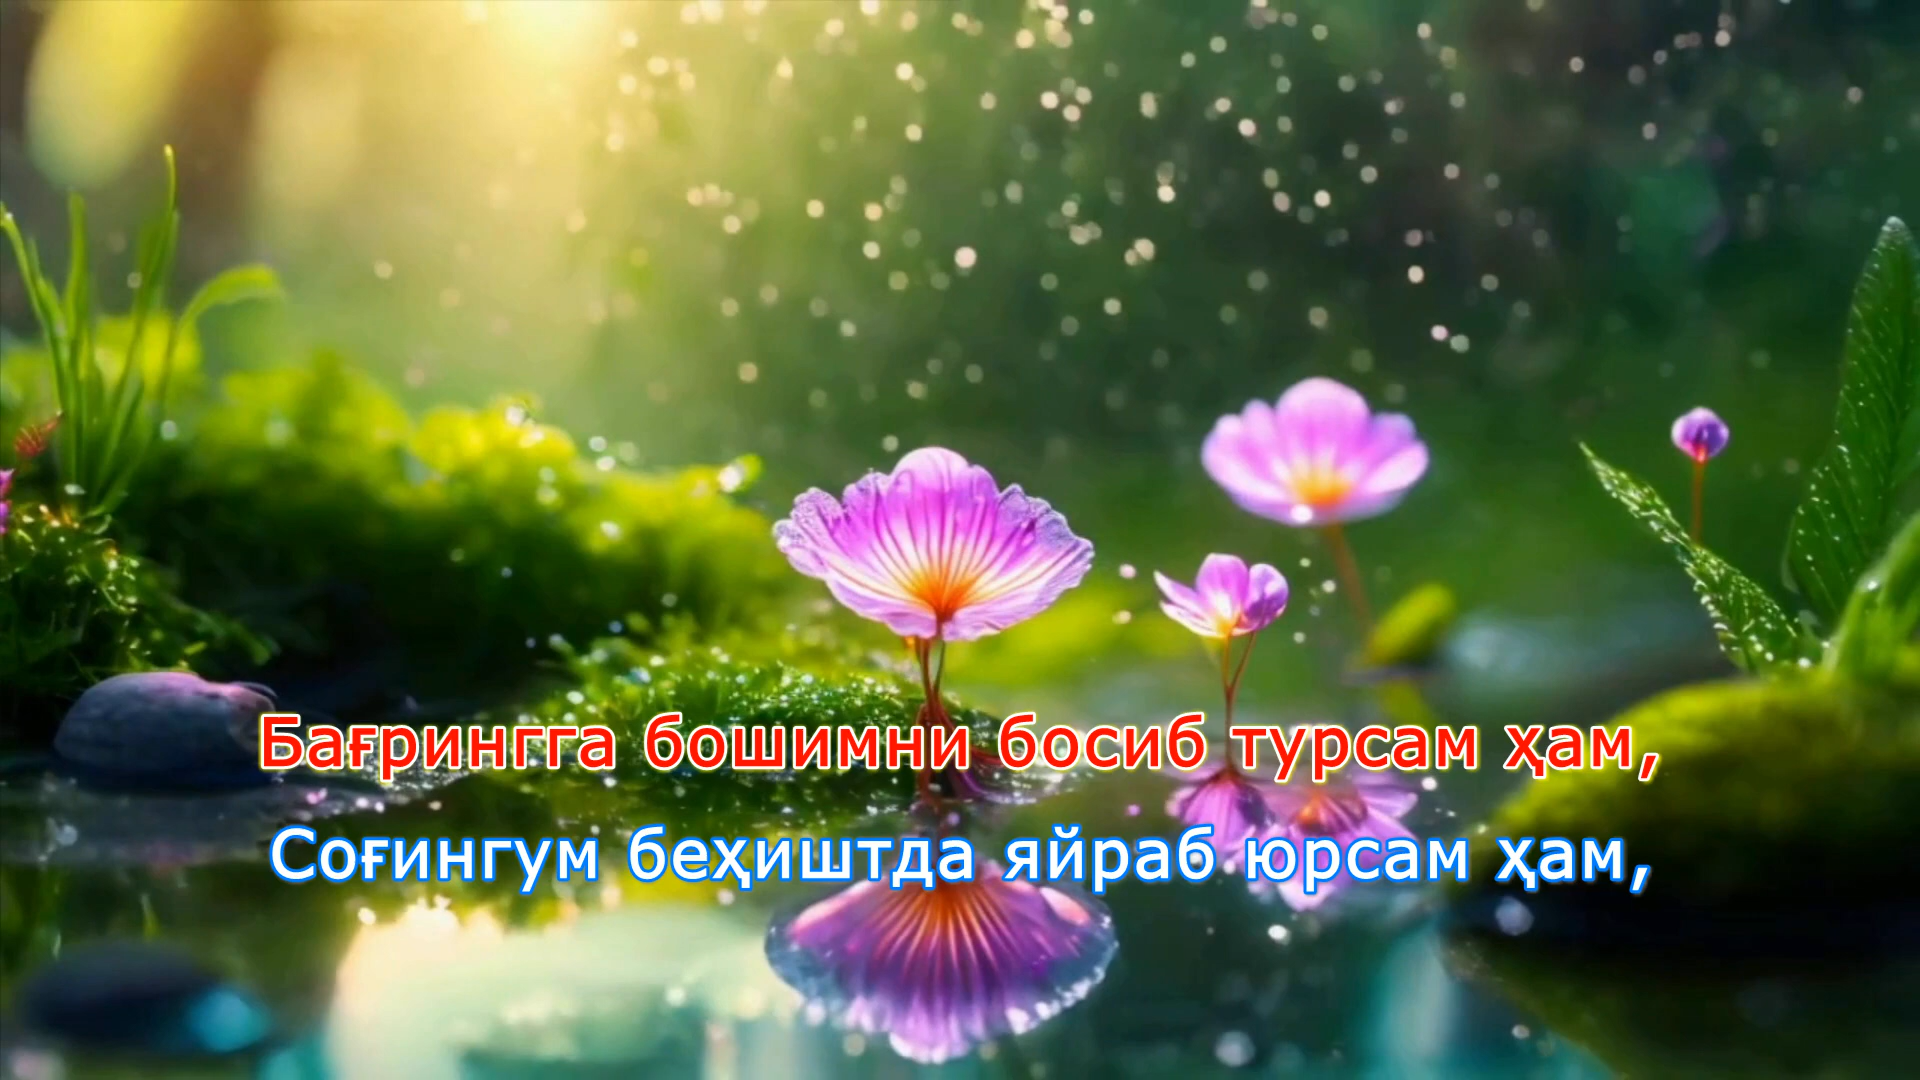 Бағрингга бошимни босиб турсам ҳам,
Соғингум беҳиштда яйраб юрсам ҳам,